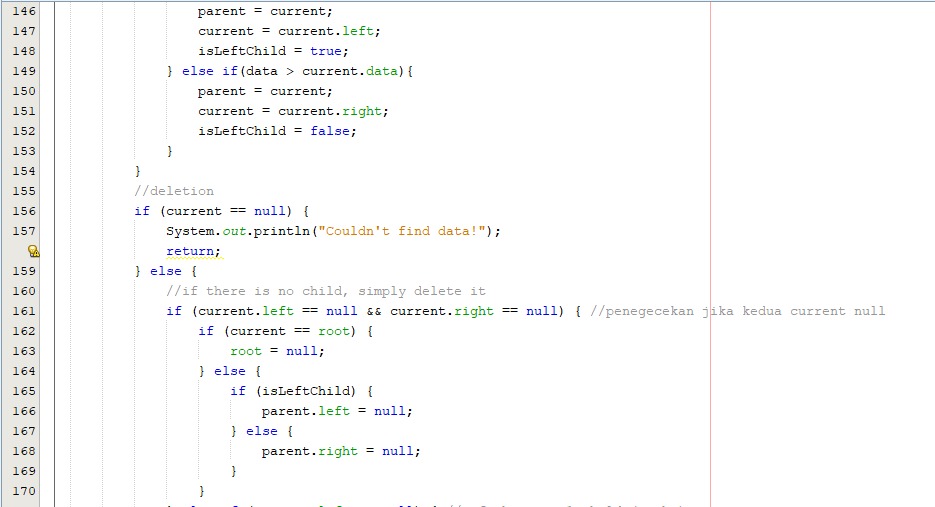 146 parent = current;
147 current = current.left;
148 isLeftChild = true;
149 } else if(data > current.data){
150 parent = current;
151 current = current.right;
152 isLeftChild = false;
153 }
154 }
155 //deletion
156 if (current == null) {
157 System.out.println("Couldn't find data!");
return;
159 } else {
160 //if there is no child, simply delete it
161 if (current.left == null && current.right == null) { //penegecekan jika kedua current null
162 if (current == root) {
163 root = null;
164 } else {
165 if (isLeftChild) {
166 parent.left = null;
167 } else {
168 parent.right = null;
169 }
170 }